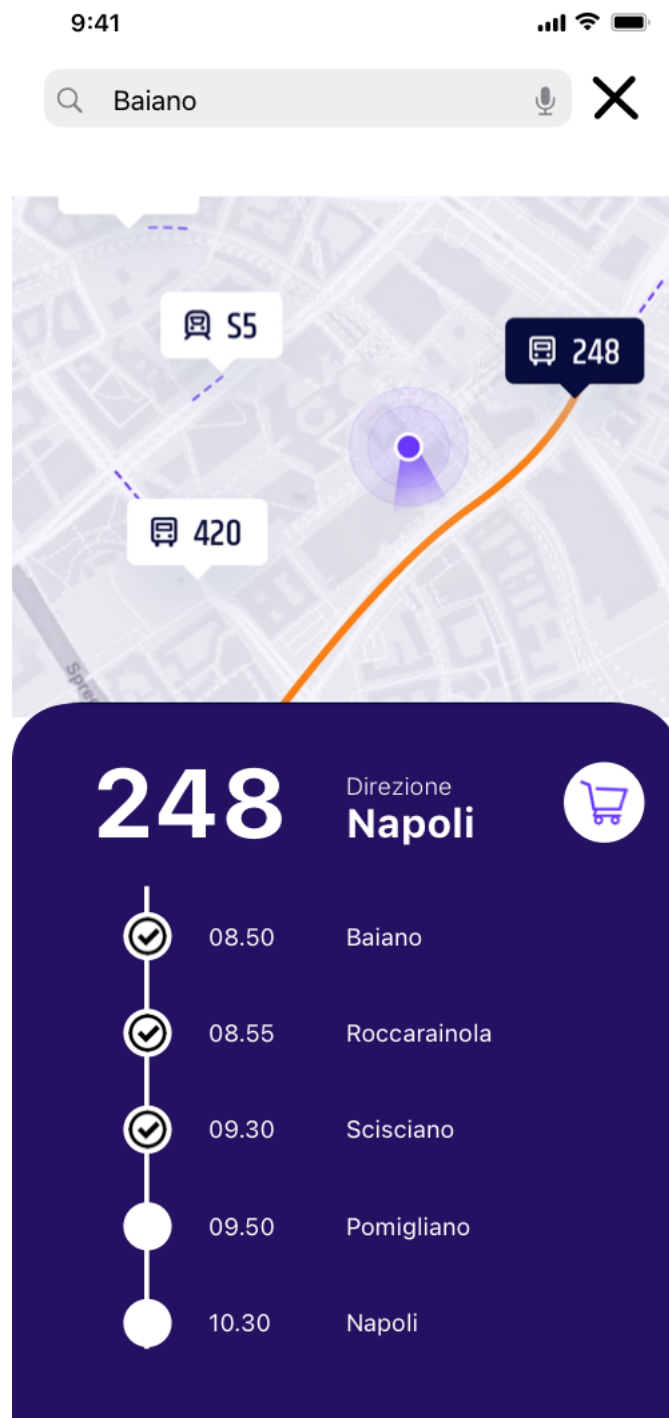 9:41
Baiano
S5
248
420
Spree
248
Direzione
Napoli
08.50 Baiano
08.55 Roccarainola
09.30 Scisciano
09.50 Pomigliano
10.30 Napoli